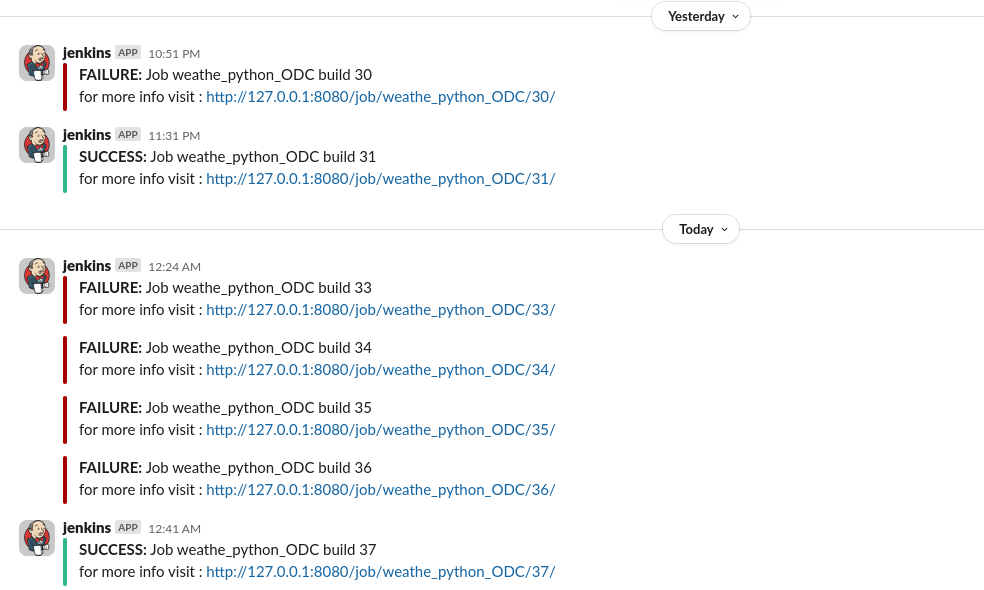 Yesterday
jenkins APP 10:51 PM
FAILURE: Job weathe_python_ODC build 30
for more info visit : http://127.0.0.1:8080/job/weathe_python_ODC/30/
jenkins APP 11:31 PM
SUCCESS: Job weathe_python_ODC build 31
for more info visit : http://127.0.0.1:8080/job/weathe_python_ODC/31/
Today
jenkins APP 12:24 AM
FAILURE: Job weathe_python_ODC build 33
for more info visit : http://127.0.0.1:8080/job/weathe_python_ODC/33/
FAILURE: Job weathe_python_ODC build 34
for more info visit : http://127.0.0.1:8080/job/weathe_python_ODC/34/
FAILURE: Job weathe_python_ODC build 35
for more info visit : http://127.0.0.1:8080/job/weathe_python_ODC/35/
FAILURE: Job weathe_python_ODC build 36
for more info visit : http://127.0.0.1:8080/job/weathe_python_ODC/36/
jenkins APP 12:41 AM
SUCCESS: Job weathe_python_ODC build 37
for more info visit : http://127.0.0.1:8080/job/weathe_python_ODC/37/